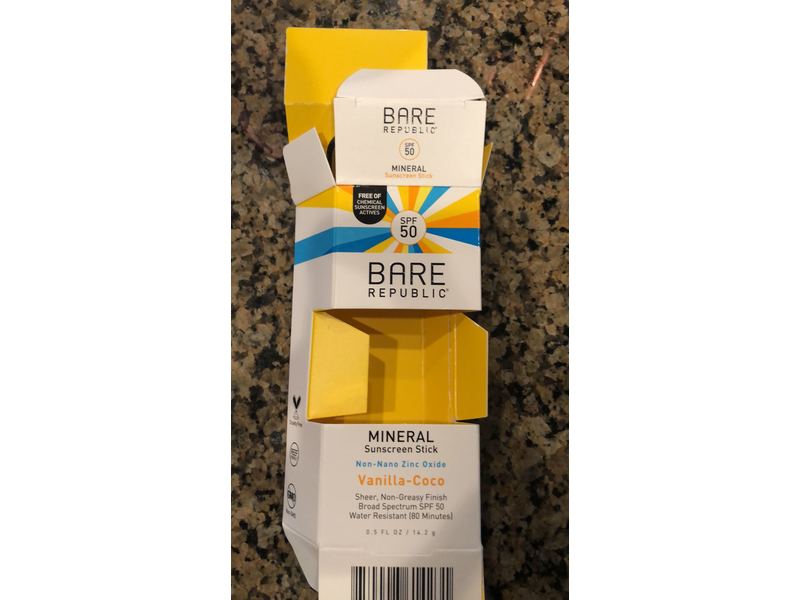 BARE
REPUBLIC®
SPF
50
MINERAL
Sunscreen Stick
FREE OF
CHEMICAL
SUNSCREEN
ACTIVES
SPF
50
BARE
REPUBLIC®
Cruelty Free
MINERAL
Sunscreen Stick
Non-Nano Zinc Oxide
Vanilla-Coco
Sheer, Non-Greasy Finish
Broad Spectrum SPF 50
Water Resistant (80 Minutes)
0.5 FL OZ / 14.2 g